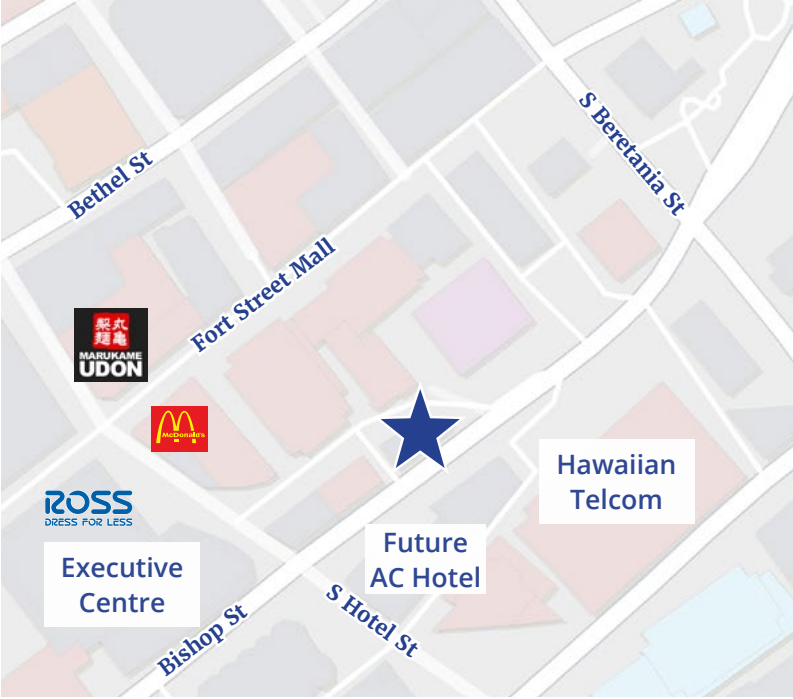 S Beretania St
Bethel St
Fort Street Mall
製丸
麺亀
MARUKAME
UDON
McDonald's
Hawaiian
Telcom
ROSS
DRESS FOR LESS
Future
AC Hotel
Executive
Centre
S Hotel St
Bishop St